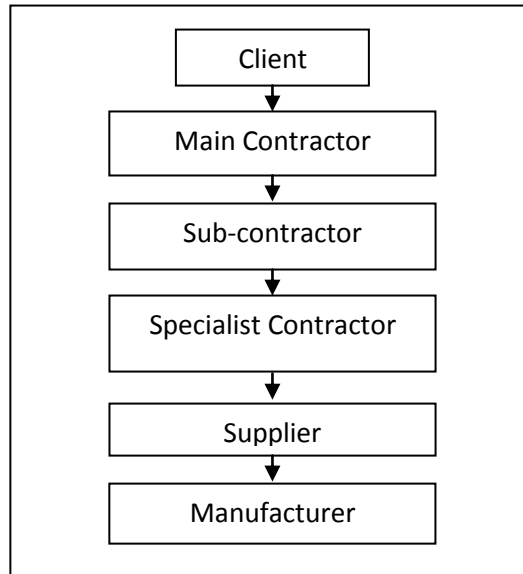 Client
Main Contractor
Sub-contractor
Specialist Contractor
Supplier
Manufacturer